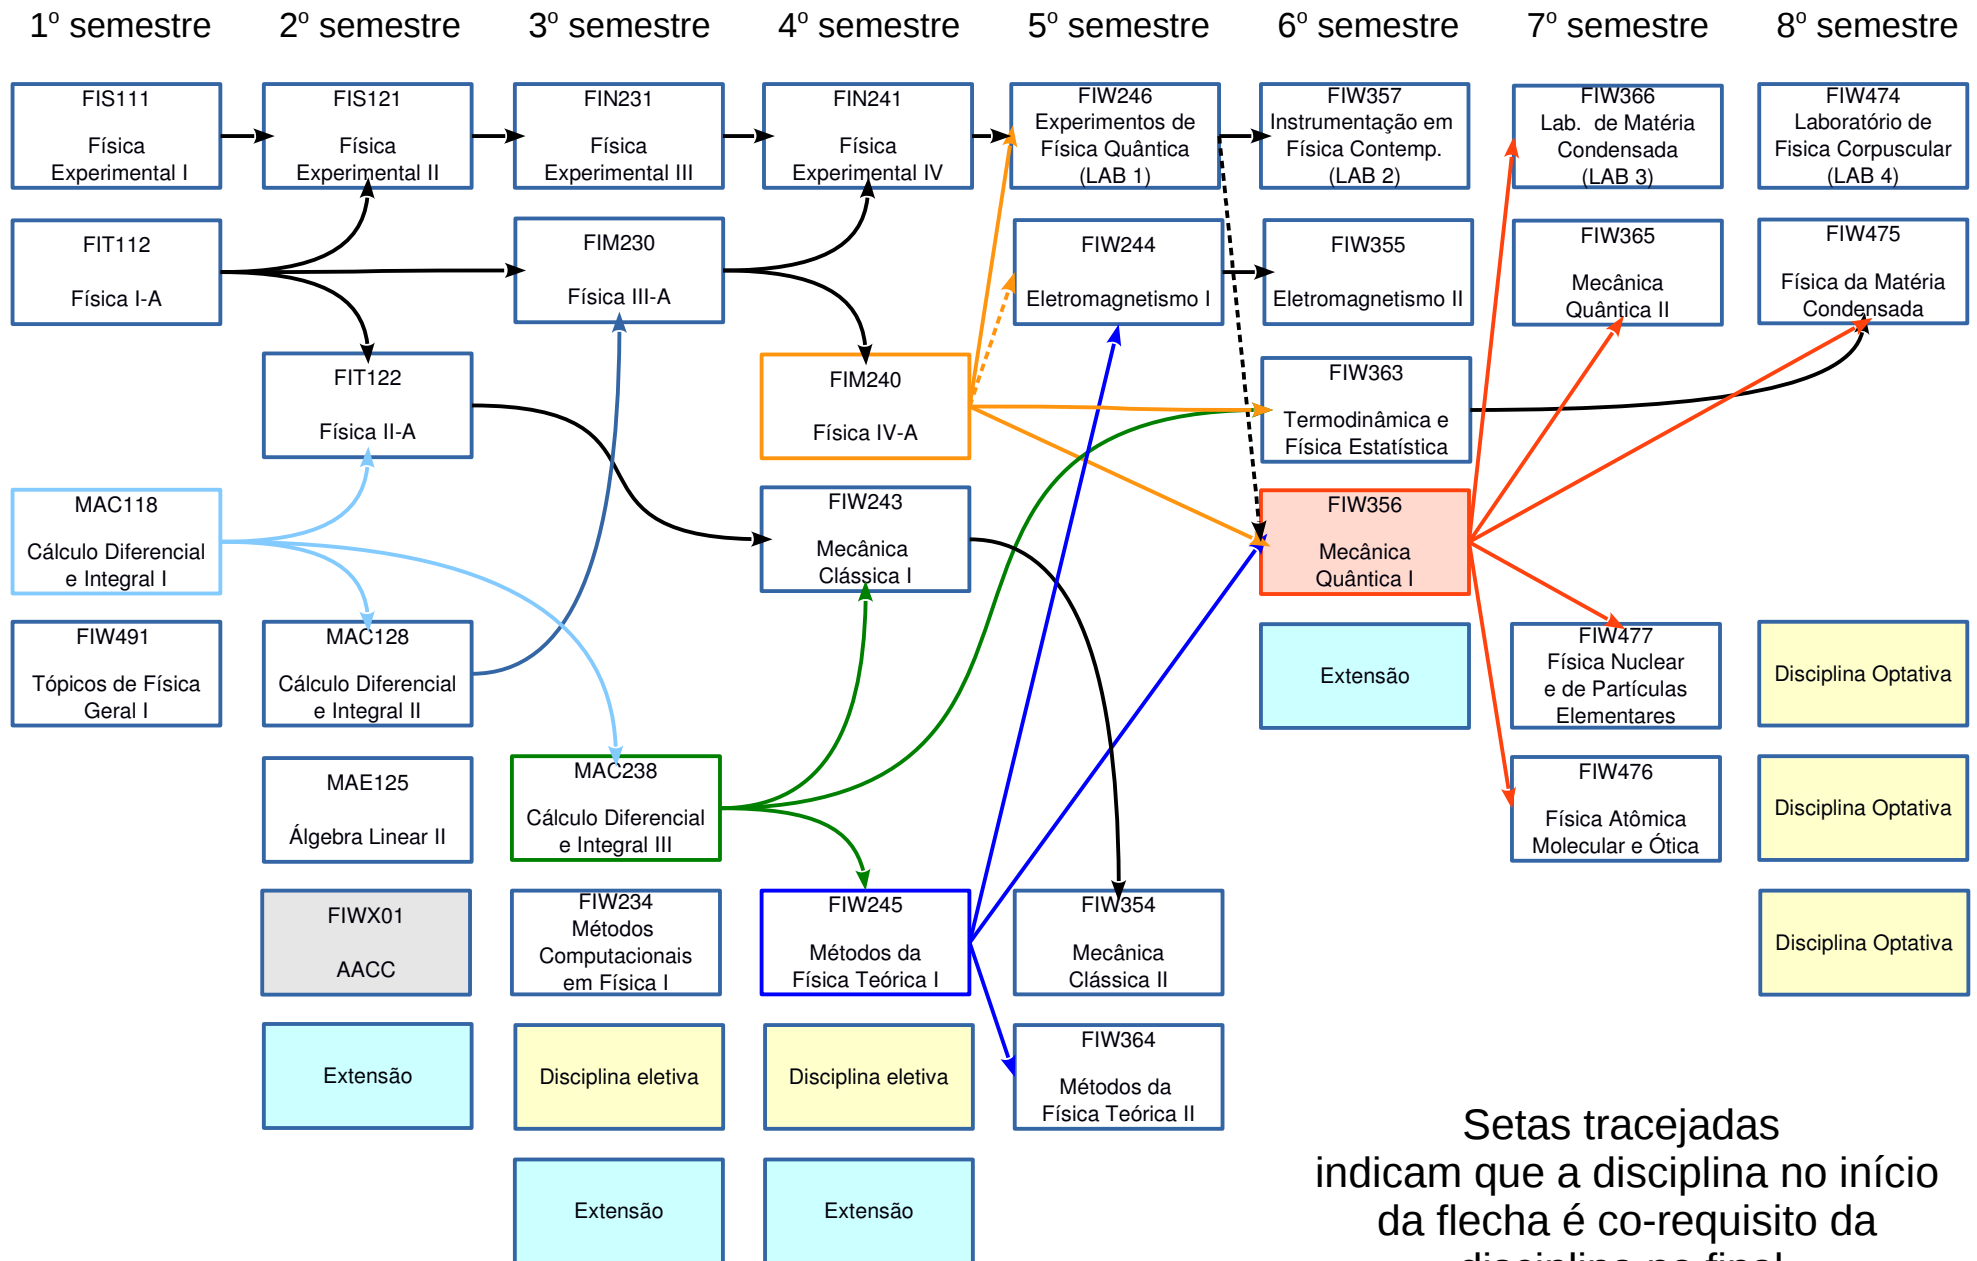 1º semestre
2º semestre
3º semestre
4º semestre
5º semestre
6º semestre
7º semestre
8º semestre
FIS111
Física
Experimental I
FIS121
Física
Experimental II
FIN231
Física
Experimental III
FIN241
Física
Experimental IV
FIW246
Experimentos de
Física Quântica
(LAB 1)
FIW357
Instrumentação em
Física Contemp.
(LAB 2)
FIW366
Lab. de Matéria
Condensada
(LAB 3)
FIW474
Laboratório de
Fisica Corpuscular
(LAB 4)
FIT112
Física I-A
FIM230
Física III-A
FIW244
Eletromagnetismo I
FIW355
Eletromagnetismo II
FIW365
Mecânica
Quântica II
FIW475
Física da Matéria
Condensada
FIT122
Física II-A
FIM240
Física IV-A
FIW363
Termodinâmica e
Física Estatística
MAC118
Cálculo Diferencial
e Integral I
FIW243
Mecânica
Clássica I
FIW356
Mecânica
Quântica I
FIW491
Tópicos de Física
Geral I
MAC128
Cálculo Diferencial
e Integral II
Extensão
FIW477
Física Nuclear
e de Partículas
Elementares
Disciplina Optativa
MAE125
Álgebra Linear II
MAC238
Cálculo Diferencial
e Integral III
FIW476
Física Atômica
Molecular e Ótica
Disciplina Optativa
FIWX01
AACC
FIW234
Métodos
Computacionais
em Física I
FIW245
Métodos da
Física Teórica I
FIW354
Mecânica
Clássica II
Disciplina Optativa
Extensão
Disciplina eletiva
Disciplina eletiva
FIW364
Métodos da
Física Teórica II
Extensão
Extensão
Setas tracejadas
indicam que a disciplina no início
da flecha é co-requisito da
disciplina no final